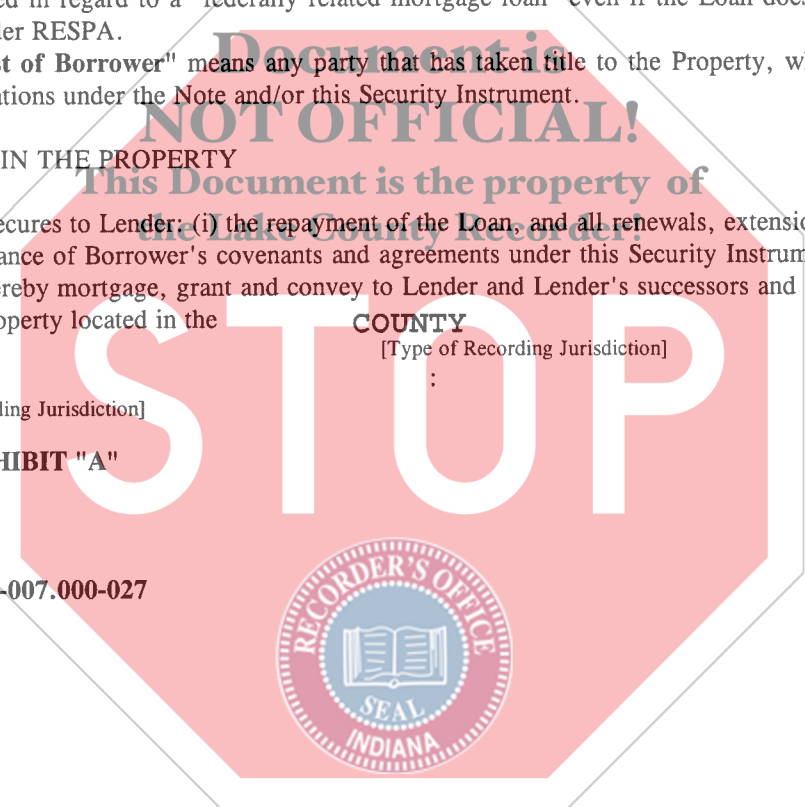 ed in regard to a "federally related mortgage loan" even if the Loan does
der RESPA.
Document is
st of Borrower" means any party that has taken title to the Property, wh
ations under the Note and/or this Security Instrument.
NOT OFFICIAL!
IN THE PROPERTY
This Document is the property of
ecures to Lender: (i) the repayment of the Loan, and all renewals, extensio
the Lake County Recorder!
ance of Borrower's covenants and agreements under this Security Instrum
ereby mortgage, grant and convey to Lender and Lender's successors and
operty located in the COUNTY
[Type of Recording Jurisdiction]
:
ding Jurisdiction]
STOP
HIBIT "A"
-007.000-027
RECORDER'S OFFICE
SEAL
INDIANA